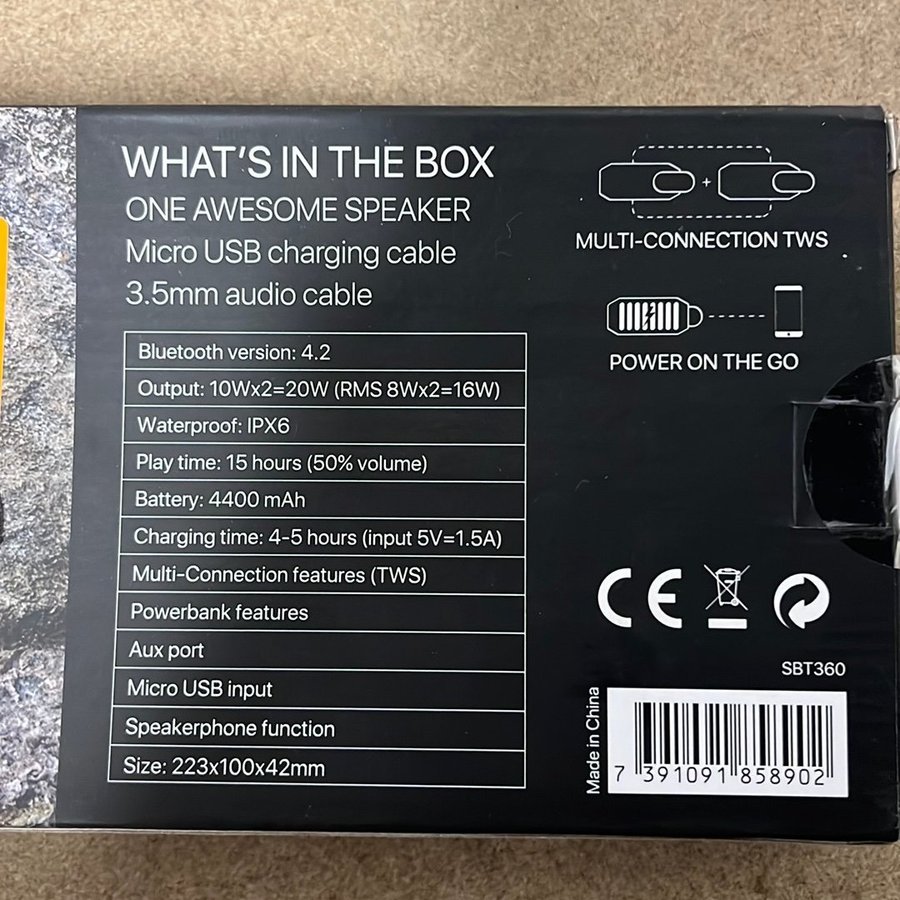 WHAT'S IN THE BOX
ONE AWESOME SPEAKER
Micro USB charging cable
3.5mm audio cable
Bluetooth version: 4.2
Output: 10Wx2=20W (RMS 8Wx2=16W)
Waterproof: IPX6
Play time: 15 hours (50% volume)
Battery: 4400 mAh
Charging time: 4-5 hours (input 5V=1.5A)
Multi-Connection features (TWS)
Powerbank features
Aux port
Micro USB input
Speakerphone function
Size: 223x100x42mm
+
MULTI-CONNECTION TWS
POWER ON THE GO
CE
SBT360
Made in China
7 391091 858902